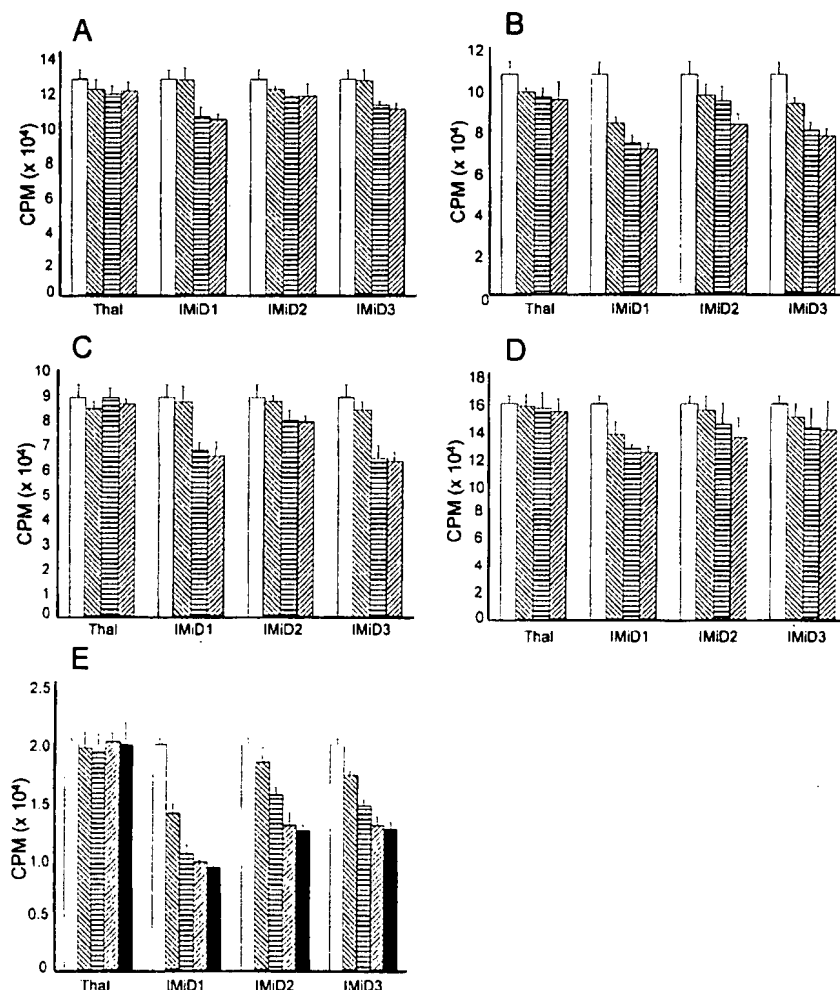 A
CPM (x 10⁴)
14
12
10
8
6
4
2
0
Thal IMiD1 IMiD2 IMiD3
B
CPM (x 10⁴)
12
10
8
6
4
2
0
Thal IMiD1 IMiD2 IMiD3
C
CPM (x 10⁴)
10
9
8
7
6
5
4
3
2
1
0
Thal IMiD1 IMiD2 IMiD3
D
CPM (x 10⁴)
18
16
14
12
10
8
6
4
2
0
Thal IMiD1 IMiD2 IMiD3
E
CPM (x 10⁴)
2.5
2.0
1.5
1.0
0.5
0
Thal IMiD1 IMiD2 IMiD3